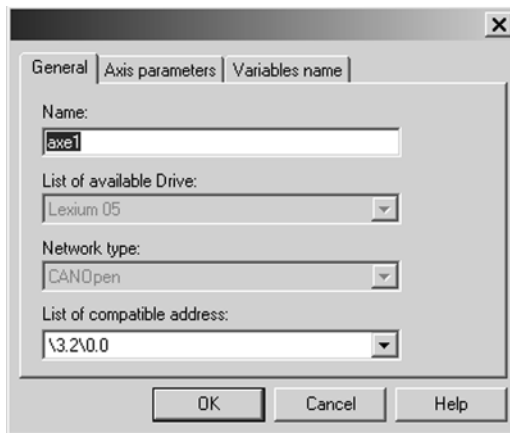 General Axis parameters Variables name
Name:
axe1
List of available Drive:
Lexium 05
Network type:
CANOpen
List of compatible address:
\3.2\0.0
OK Cancel Help